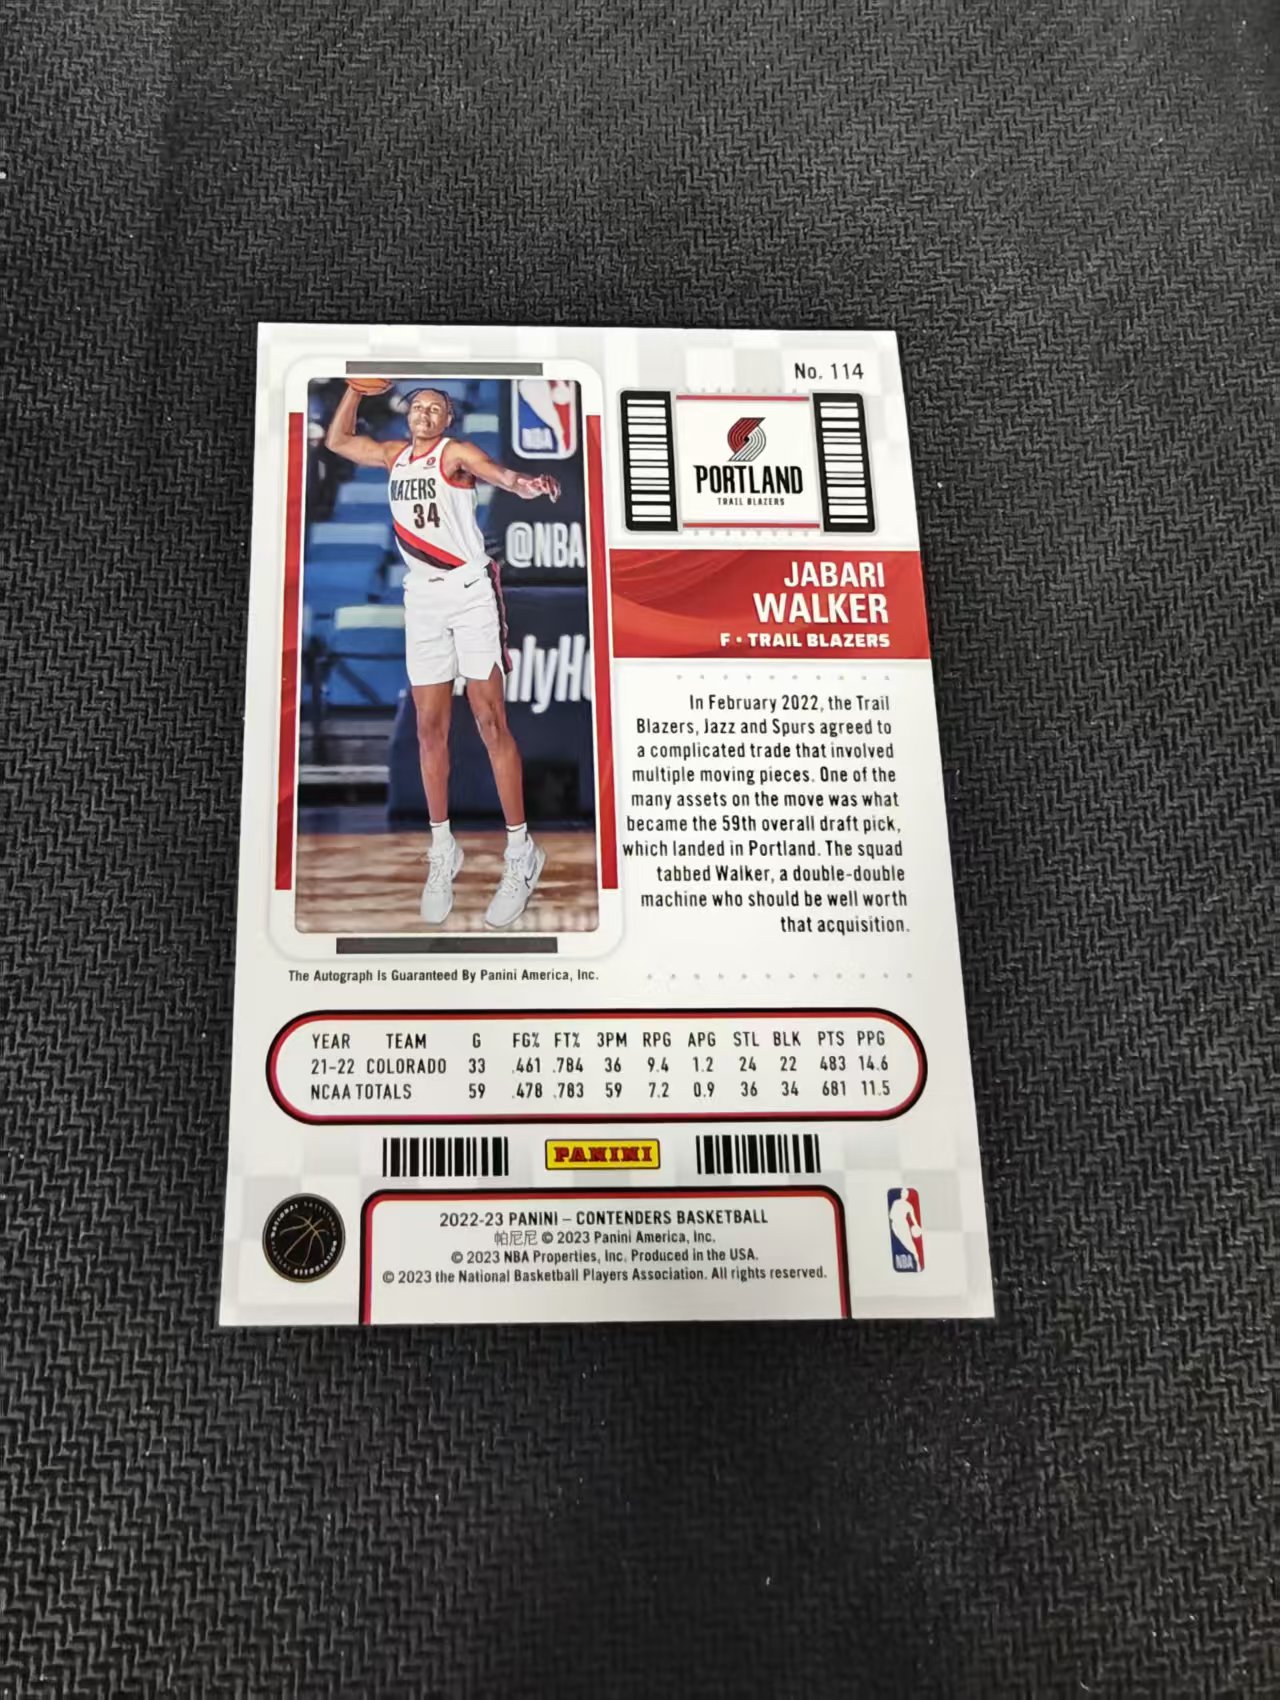 No. 114
PORTLAND
TRAIL BLAZERS
NBA
BLAZERS
34
@NBA
nlyHo
JABARI
WALKER
F • TRAIL BLAZERS
In February 2022, the Trail
Blazers, Jazz and Spurs agreed to
a complicated trade that involved
multiple moving pieces. One of the
many assets on the move was what
became the 59th overall draft pick,
which landed in Portland. The squad
tabbed Walker, a double-double
machine who should be well worth
that acquisition.
The Autograph Is Guaranteed By Panini America, Inc.
YEAR TEAM G FG% FT% 3PM RPG APG STL BLK PTS PPG
21-22 COLORADO 33 .461 .784 36 9.4 1.2 24 22 483 14.6
NCAA TOTALS 59 .478 .783 59 7.2 0.9 36 34 681 11.5
PANINI
2022-23 PANINI – CONTENDERS BASKETBALL
帕尼尼 © 2023 Panini America, Inc.
© 2023 NBA Properties, Inc. Produced in the USA.
© 2023 the National Basketball Players Association. All rights reserved.
NATIONAL BASKETBALL PLAYERS ASSOCIATION
NBA